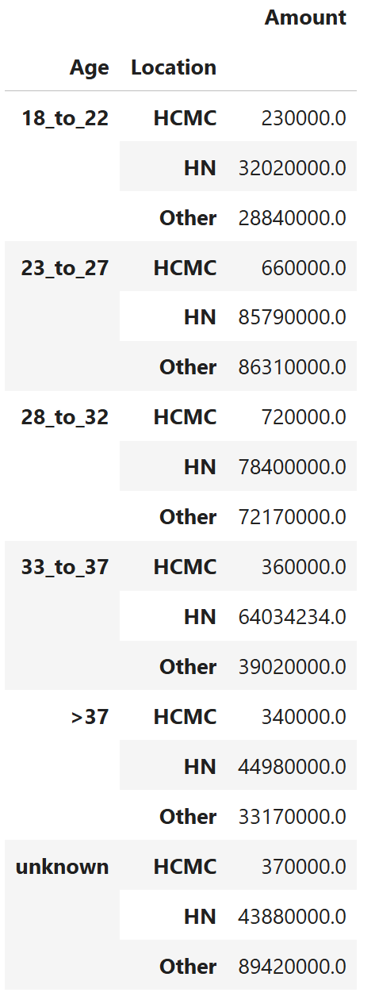 Amount
Age Location
18_to_22 HCMC 230000.0
HN 32020000.0
Other 28840000.0
23_to_27 HCMC 660000.0
HN 85790000.0
Other 86310000.0
28_to_32 HCMC 720000.0
HN 78400000.0
Other 72170000.0
33_to_37 HCMC 360000.0
HN 64034234.0
Other 39020000.0
>37 HCMC 340000.0
HN 44980000.0
Other 33170000.0
unknown HCMC 370000.0
HN 43880000.0
Other 89420000.0